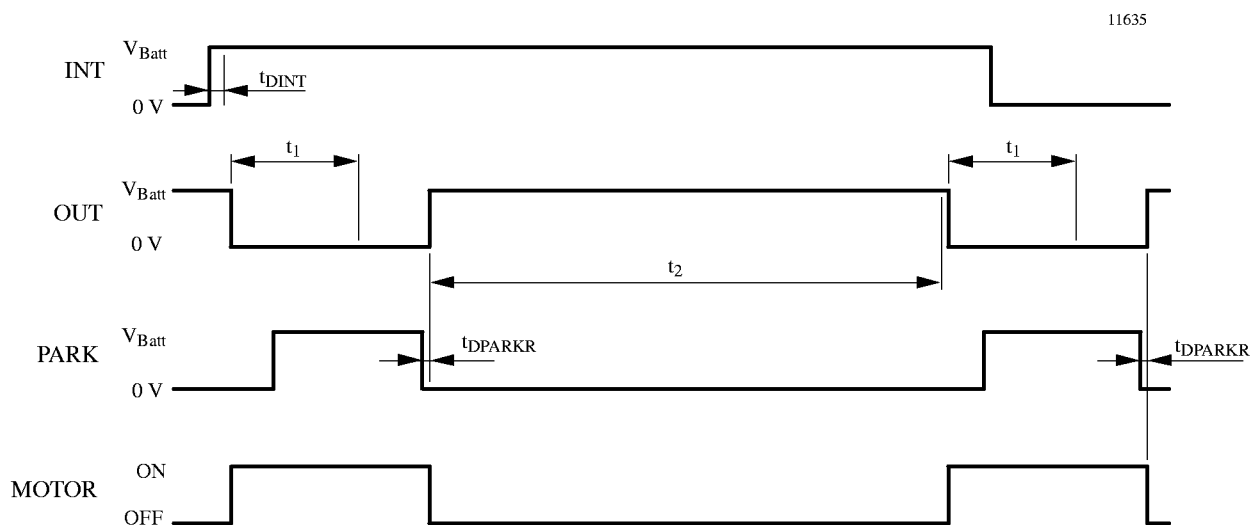 11635
V_Batt
INT
t_DINT
0 V
t_1
t_1
V_Batt
OUT
0 V
t_2
V_Batt
PARK
t_DPARKR
t_DPARKR
0 V
ON
MOTOR
OFF